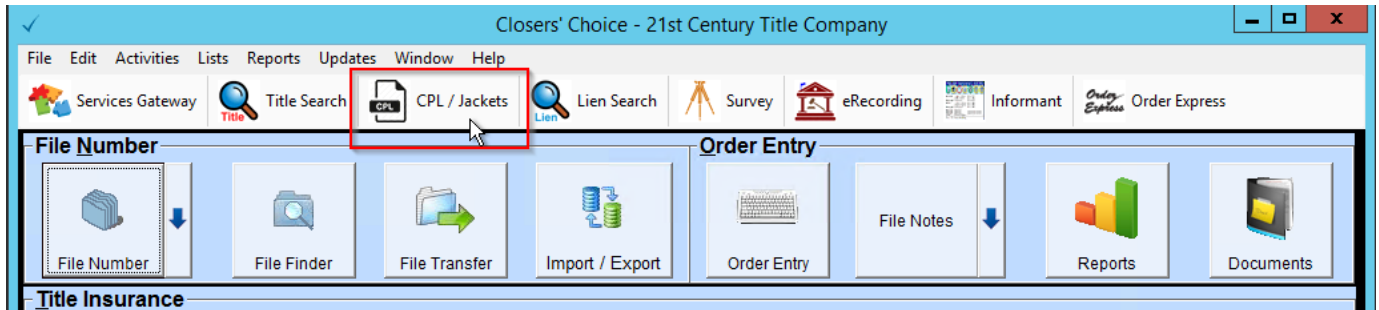 Closers' Choice - 21st Century Title Company
File Edit Activities Lists Reports Updates Window Help
Services Gateway Title Title Search CPL CPL / Jackets Lien Lien Search Survey eRecording Informant Order Express Order Express
File Number Order Entry
File Number File Finder File Transfer Import / Export Order Entry File Notes Reports Documents
Title Insurance